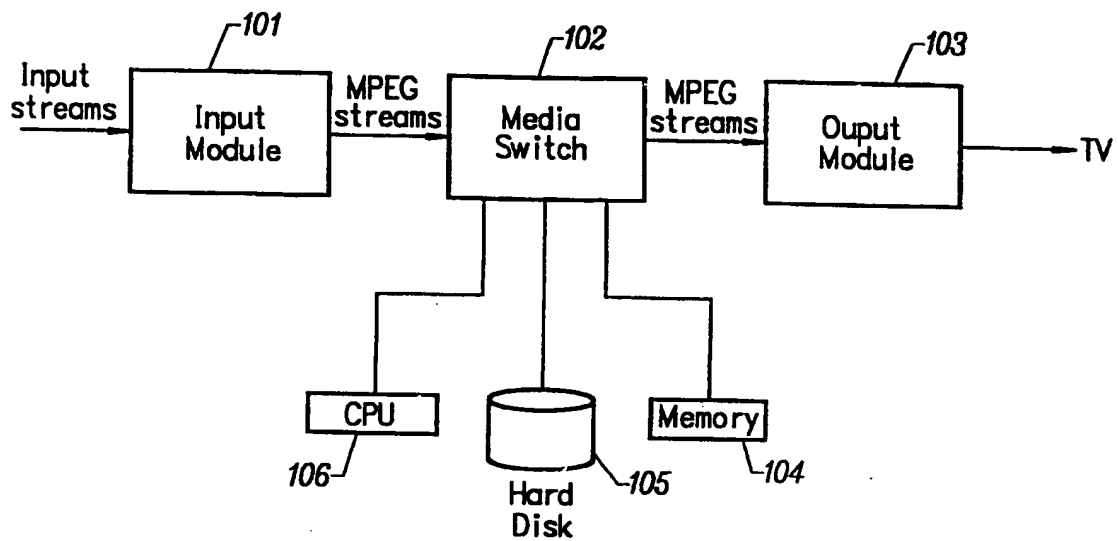 101
102
103
Input
streams
Input
Module
MPEG
streams
Media
Switch
MPEG
streams
Ouput
Module
TV
CPU
106
Hard
Disk
105
Memory
104